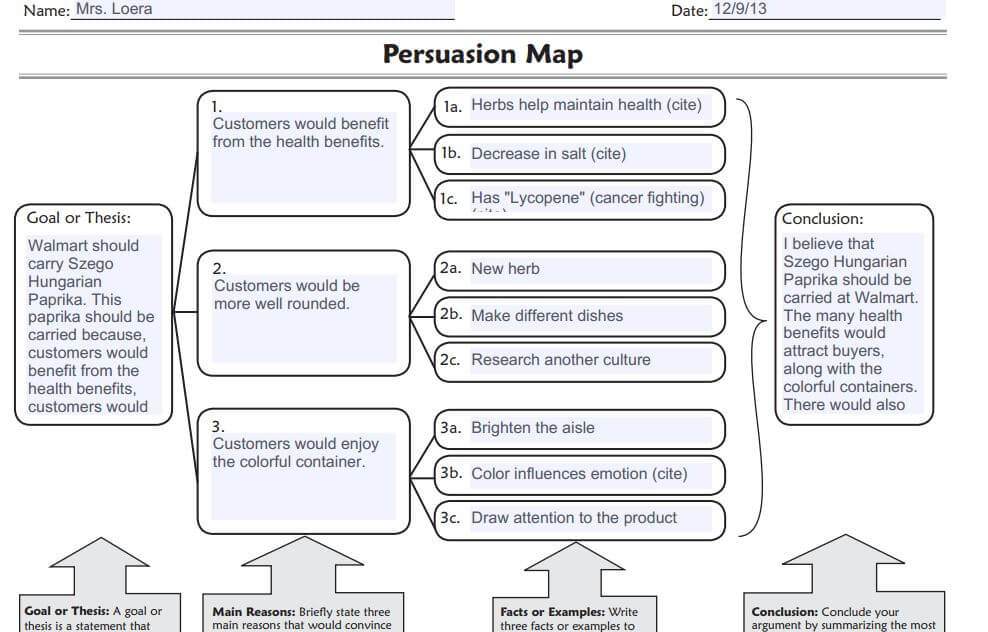 Name: Mrs. Loera
Date: 12/9/13
Persuasion Map
Goal or Thesis:
Walmart should
carry Szego
Hungarian
Paprika. This
paprika should be
carried because,
customers would
benefit from the
health benefits,
customers would
1.
Customers would benefit
from the health benefits.
1a. Herbs help maintain health (cite)
1b. Decrease in salt (cite)
1c. Has "Lycopene" (cancer fighting)
2.
Customers would be
more well rounded.
2a. New herb
2b. Make different dishes
2c. Research another culture
3.
Customers would enjoy
the colorful container.
3a. Brighten the aisle
3b. Color influences emotion (cite)
3c. Draw attention to the product
Conclusion:
I believe that
Szego Hungarian
Paprika should be
carried at Walmart.
The many health
benefits would
attract buyers,
along with the
colorful containers.
There would also
Goal or Thesis: A goal or
thesis is a statement that
Main Reasons: Briefly state three
main reasons that would convince
Facts or Examples: Write
three facts or examples to
Conclusion: Conclude your
argument by summarizing the most